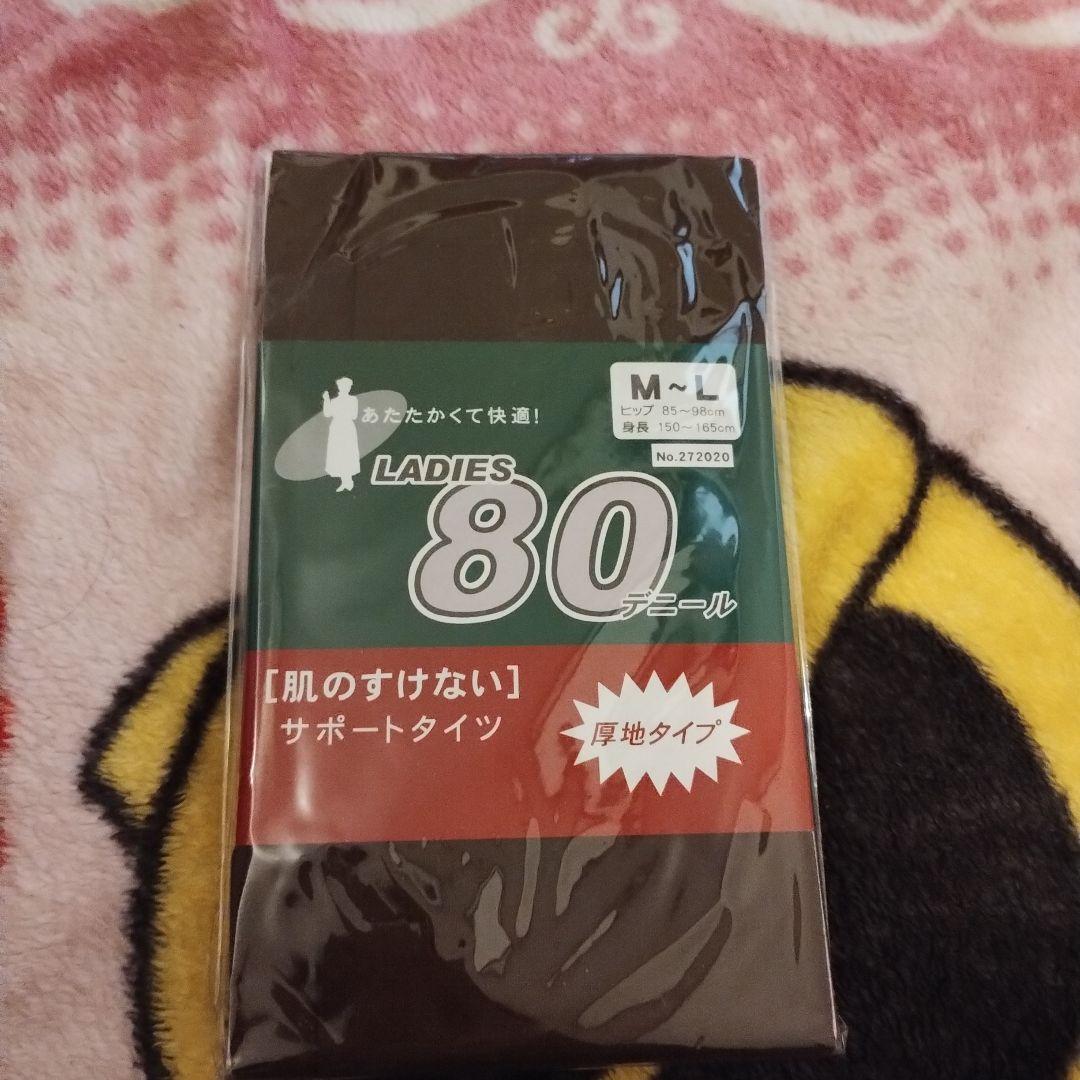 M～L
ヒップ 85～98cm
身長 150～165cm
No.272020
あたたかくて快適!
LADIES
80
デニール
[肌のすけない]
サポートタイツ
厚地タイプ